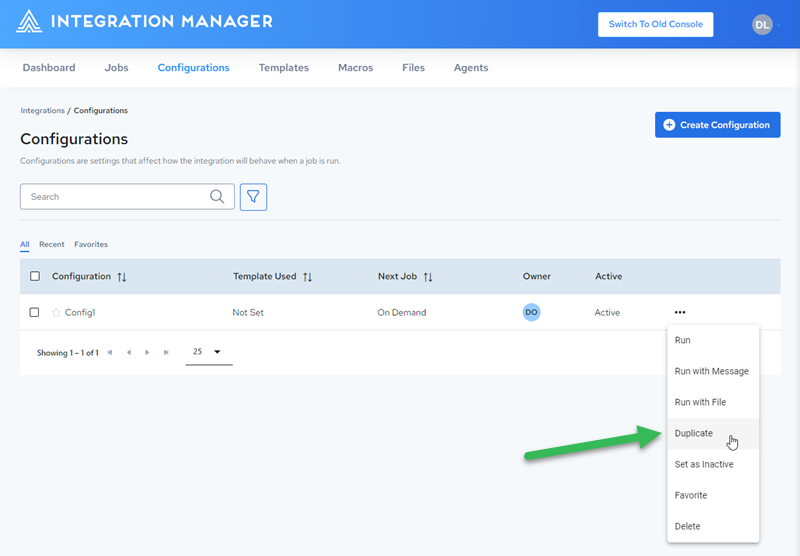 INTEGRATION MANAGER
Switch To Old Console
DL
Dashboard Jobs Configurations Templates Macros Files Agents
Integrations / Configurations
Configurations
Create Configuration
Configurations are settings that affect how the integration will behave when a job is run.
Search
All Recent Favorites
Configuration Template Used Next Job Owner Active
Config1 Not Set On Demand DO Active
Showing 1 – 1 of 1 25
Run
Run with Message
Run with File
Duplicate
Set as Inactive
Favorite
Delete